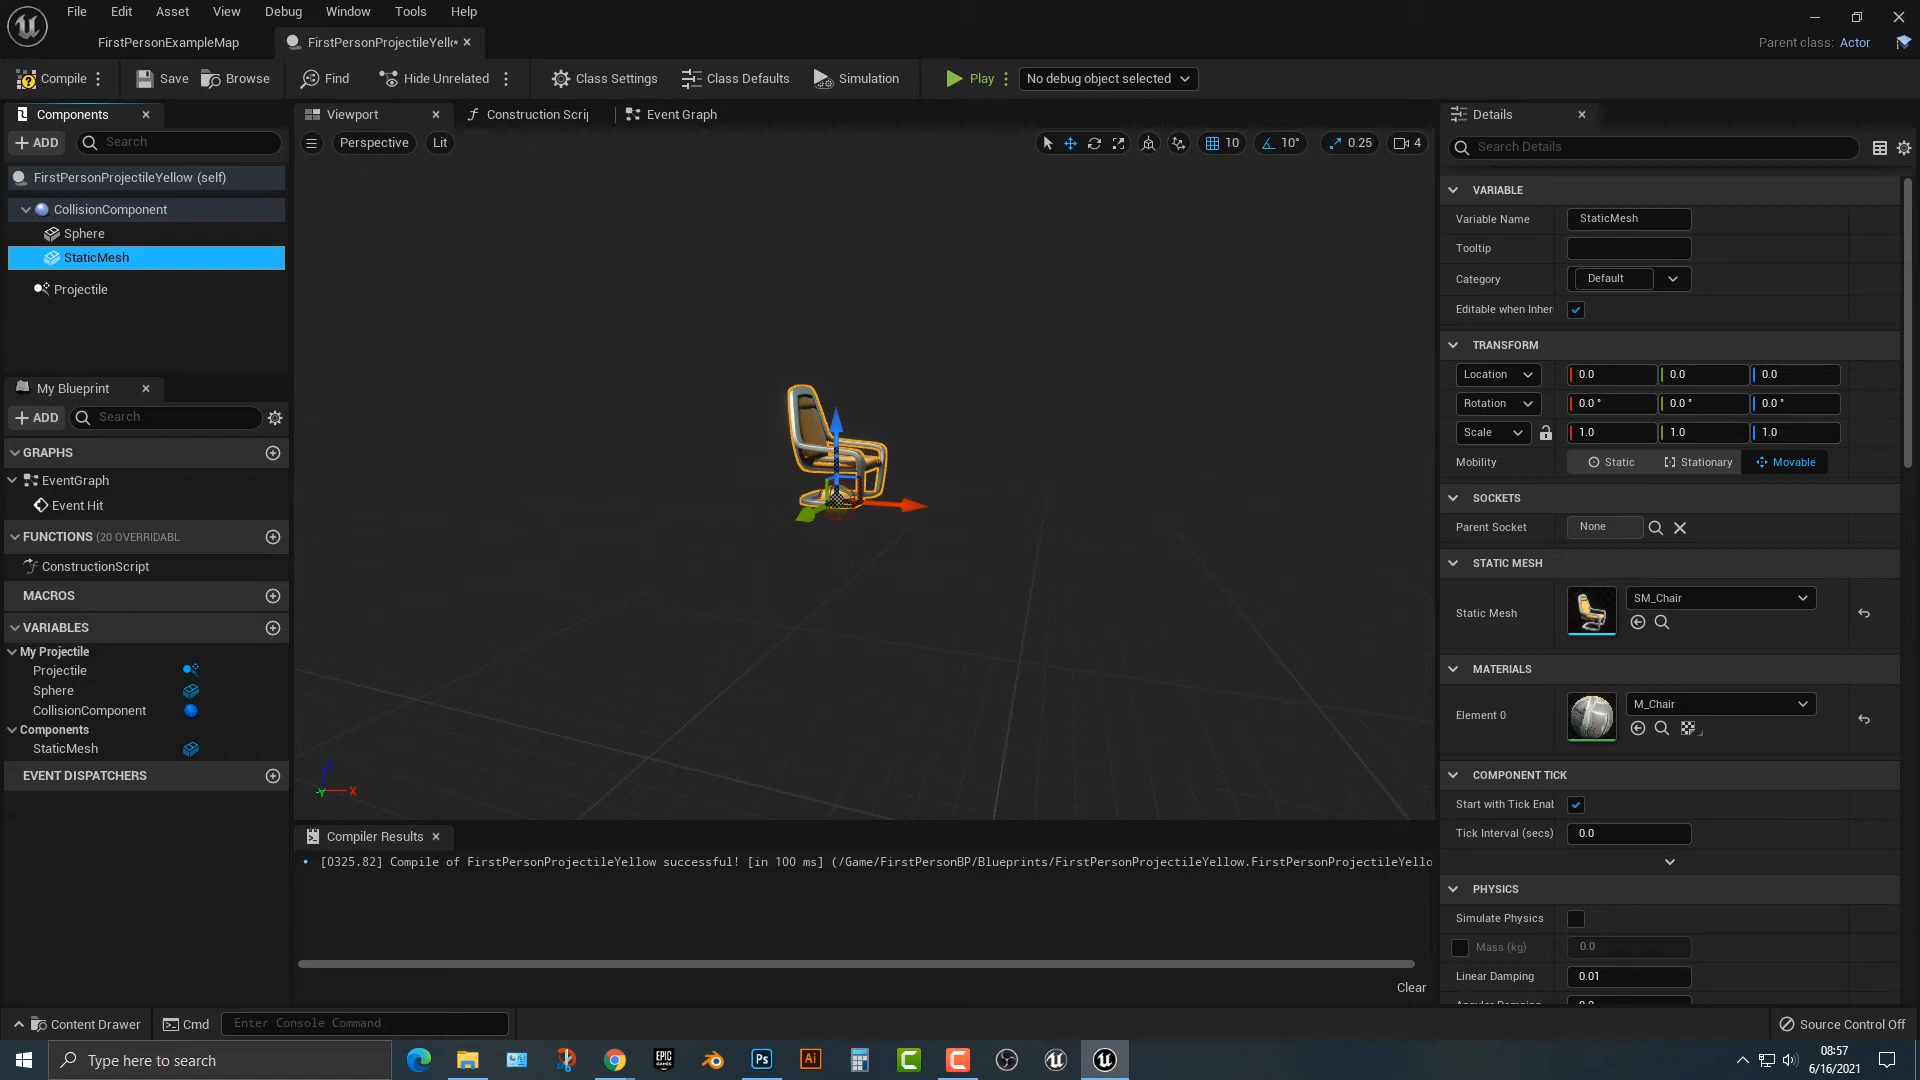 File Edit Asset View Debug Window Tools Help
FirstPersonExampleMap
FirstPersonProjectileYell*
Parent class: Actor
Compile
Save
Browse
Find
Hide Unrelated
Class Settings
Class Defaults
Simulation
Play
No debug object selected
Components
ADD
Search
FirstPersonProjectileYellow (self)
CollisionComponent
Sphere
StaticMesh
Projectile
My Blueprint
ADD
Search
GRAPHS
EventGraph
Event Hit
FUNCTIONS (20 OVERRIDABL
ConstructionScript
MACROS
VARIABLES
My Projectile
Projectile
Sphere
CollisionComponent
Components
StaticMesh
EVENT DISPATCHERS
Viewport
Construction Scri
Event Graph
Perspective
Lit
10
10°
0.25
4
X
Compiler Results
[0325.82] Compile of FirstPersonProjectileYellow successful! [in 100 ms] (/Game/FirstPersonBP/Blueprints/FirstPersonProjectileYellow.FirstPersonProjectileYello
Clear
Details
Search Details
VARIABLE
Variable Name StaticMesh
Tooltip
Category Default
Editable when Inher
TRANSFORM
Location 0.0 0.0 0.0
Rotation 0.0 ° 0.0 ° 0.0 °
Scale 1.0 1.0 1.0
Mobility Static Stationary Movable
SOCKETS
Parent Socket None
STATIC MESH
Static Mesh SM_Chair
MATERIALS
Element 0 M_Chair
COMPONENT TICK
Start with Tick Enab
Tick Interval (secs) 0.0
PHYSICS
Simulate Physics
Mass (kg) 0.0
Linear Damping 0.01
Content Drawer
Cmd
Enter Console Command
Source Control Off
Type here to search
EPIC GAMES
Ps
Ai
08:57
6/16/2021